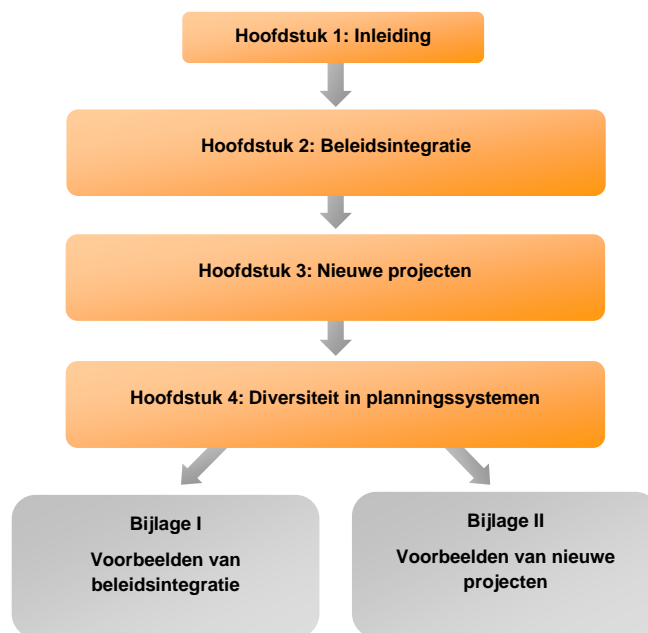 Hoofdstuk 1: Inleiding
Hoofdstuk 2: Beleidsintegratie
Hoofdstuk 3: Nieuwe projecten
Hoofdstuk 4: Diversiteit in planningssystemen
Bijlage I
Voorbeelden van
beleidsintegratie
Bijlage II
Voorbeelden van nieuwe
projecten